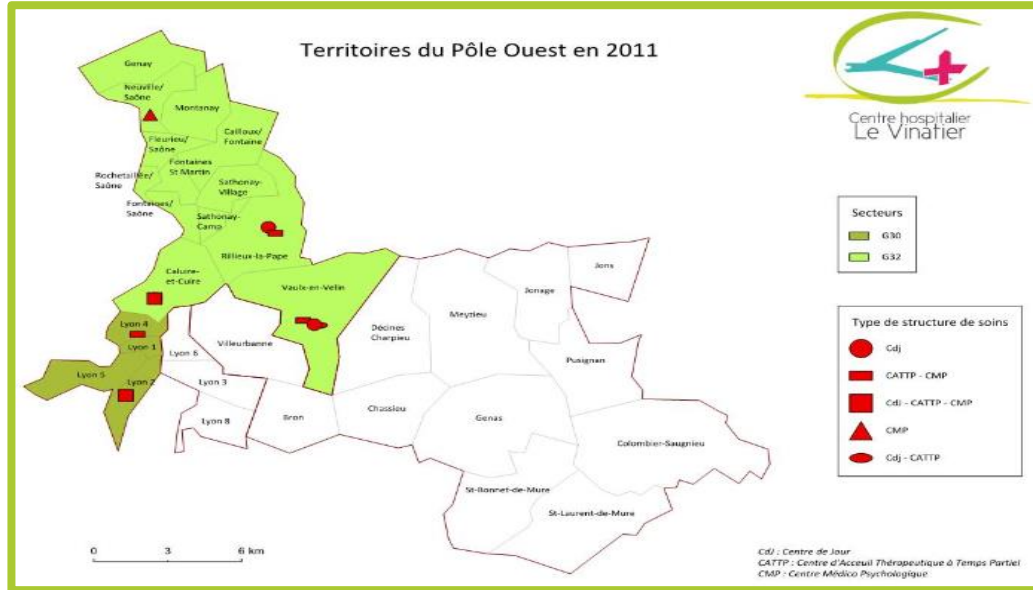 Territoires du Pôle Ouest en 2011
Centre hospitalier
Le Vinatier
Genay
Neuville/
Saône
Montanay
Cailloux/
Fontaine
Fleurieu/
Saône
Fontaines
St Martin
Rochetaillée/
Saône
Sathonay-
Village
Fontaines/
Saône
Sathonay-
Camp
Rillieux-la-Pape
Caluire-
et-Cuire
Vaulx-en-Velin
Jons
Jonage
Meyzieu
Décines
Charpieu
Pusignan
Lyon 4
Lyon 1
Lyon 6
Villeurbanne
Lyon 5
Lyon 2
Lyon 3
Lyon 8
Bron
Chassieu
Genas
Colombier-Saugnieu
St-Bonnet-de-Mure
St-Laurent-de-Mure
Secteurs
G30
G32
Type de structure de soins
Cdj
CATTP - CMP
Cdj - CATTP - CMP
CMP
Cdj - CATTP
0 3 6 km
CdJ : Centre de Jour
CATTP : Centre d'Acceuil Thérapeutique à Temps Partiel
CMP : Centre Médico Psychologique